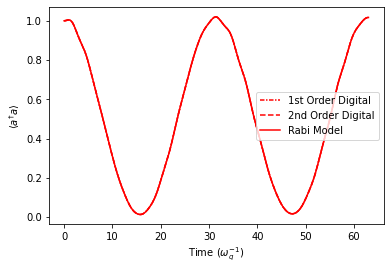 1.0
0.8
0.6
0.4
0.2
0.0
⟨a†a⟩
1st Order Digital
2nd Order Digital
Rabi Model
0 10 20 30 40 50 60
Time (ω_q^{-1})